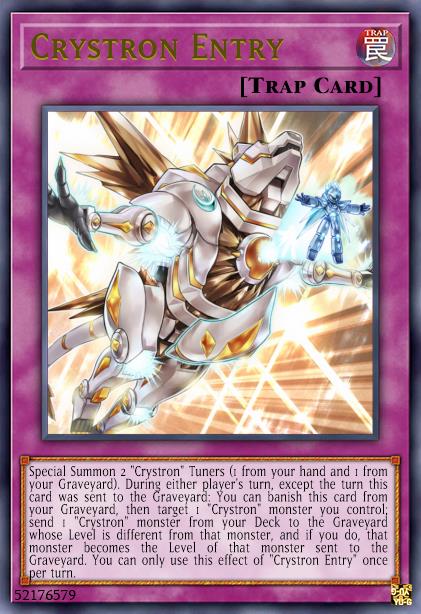 CRYSTRON ENTRY
TRAP
罠
[TRAP CARD]
Special Summon 2 "Crystron" Tuners (1 from your hand and 1 from
your Graveyard). During either player's turn, except the turn this
card was sent to the Graveyard: You can banish this card from
your Graveyard, then target 1 "Crystron" monster you control;
send 1 "Crystron" monster from your Deck to the Graveyard
whose Level is different from that monster, and if you do, that
monster becomes the Level of that monster sent to the
Graveyard. You can only use this effect of "Crystron Entry" once
per turn.
52176579